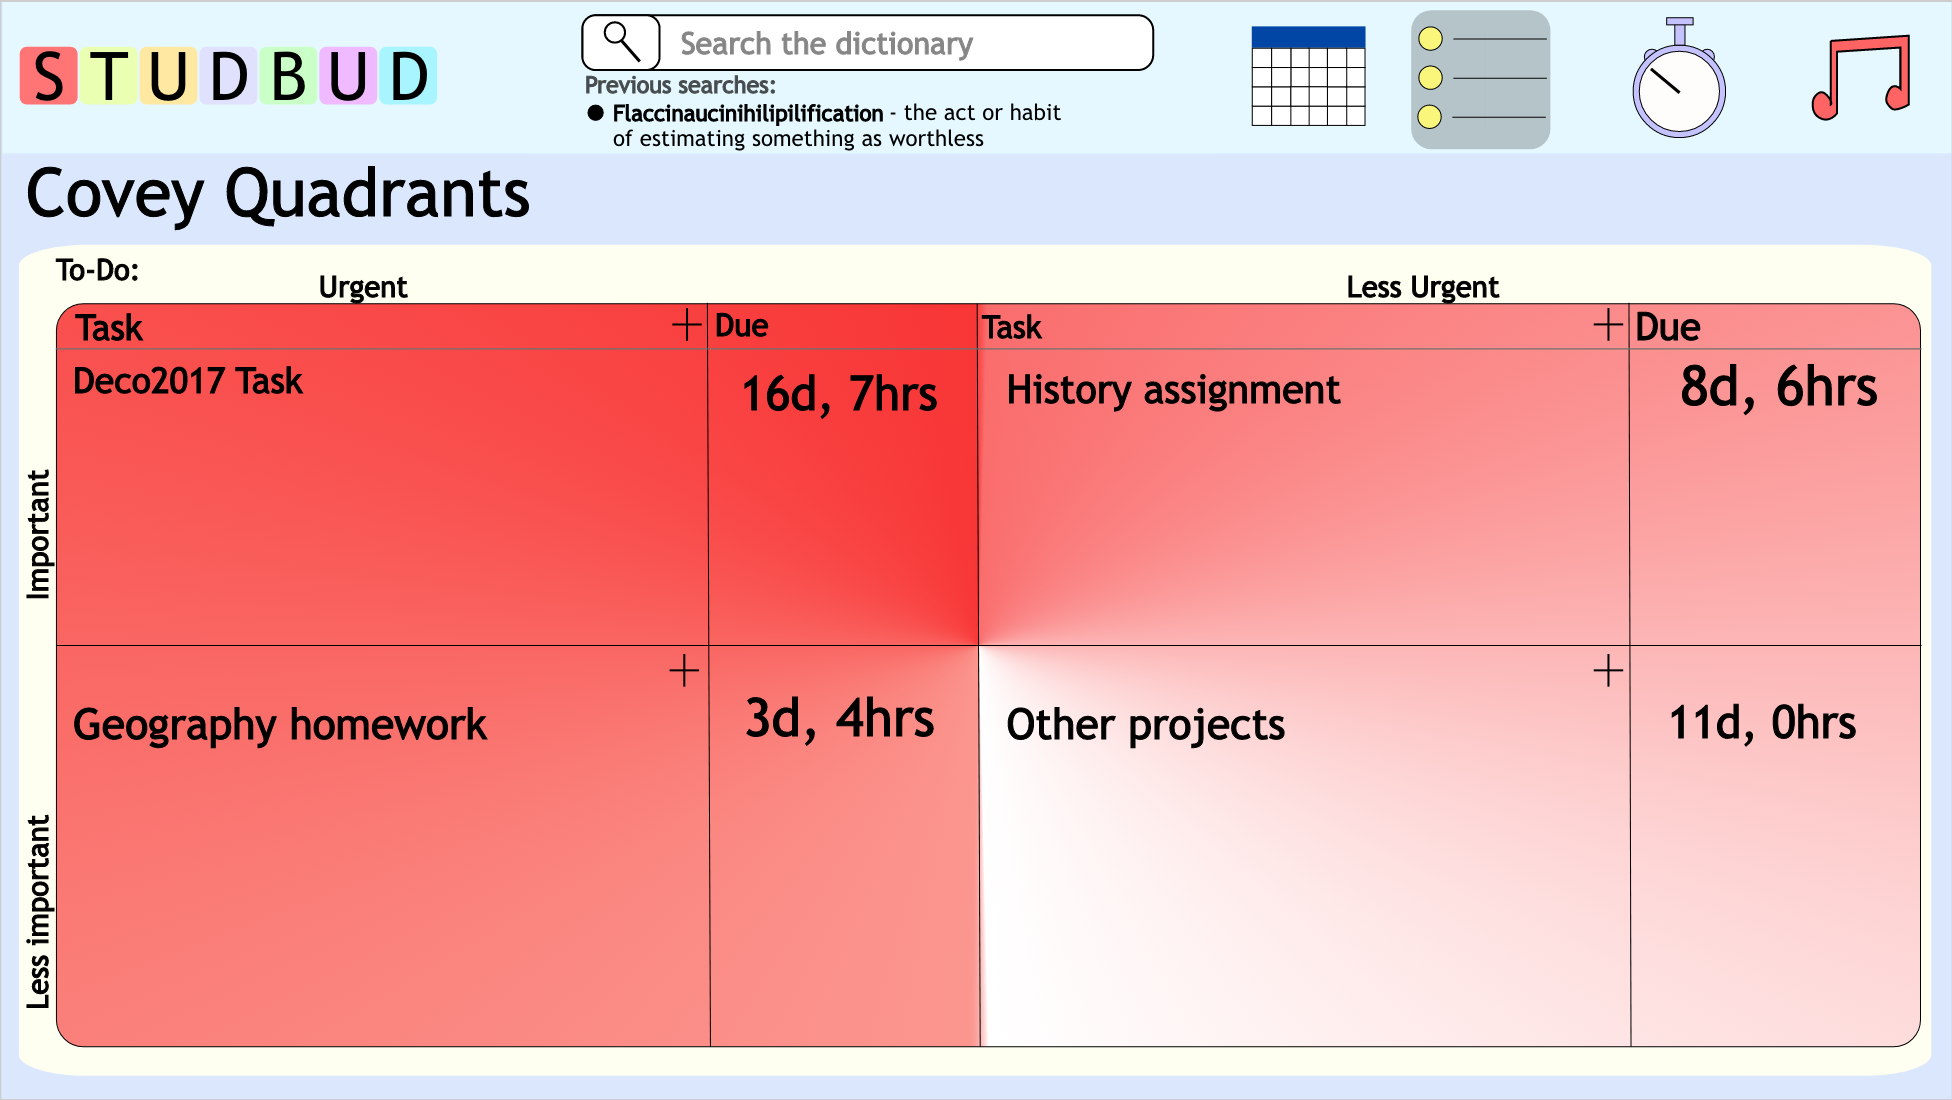 STUDBUD
Search the dictionary
Previous searches:
● Flaccinaucinihilipilification - the act or habit
of estimating something as worthless
Covey Quadrants
To-Do:
Urgent
Less Urgent
Task + Due
Task + Due
Important
Deco2017 Task
16d, 7hrs
History assignment
8d, 6hrs
Less important
+
Geography homework
3d, 4hrs
+
Other projects
11d, 0hrs